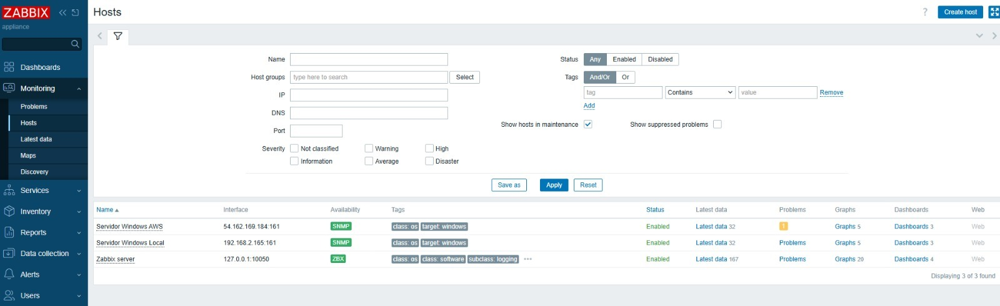 ZABBIX
appliance
Dashboards
Monitoring
Problems
Hosts
Latest data
Maps
Discovery
Services
Inventory
Reports
Data collection
Alerts
Users
Hosts
? Create host
Name
Host groups type here to search Select
IP
DNS
Port
Severity Not classified Warning High
Information Average Disaster
Status Any Enabled Disabled
Tags And/Or Or
tag Contains value Remove
Add
Show hosts in maintenance Show suppressed problems
Save as Apply Reset
Name Interface Availability Tags Status Latest data Problems Graphs Dashboards Web
Servidor Windows AWS 54.162.169.184:161 SNMP class: os target: windows Enabled Latest data 32 1 Graphs 5 Dashboards 3 Web
Servidor Windows Local 192.168.2.165:161 SNMP class: os target: windows Enabled Latest data 32 Problems Graphs 5 Dashboards 3 Web
Zabbix server 127.0.0.1:10050 ZBX class: os class: software subclass: logging ••• Enabled Latest data 167 Problems Graphs 20 Dashboards 4 Web
Displaying 3 of 3 found